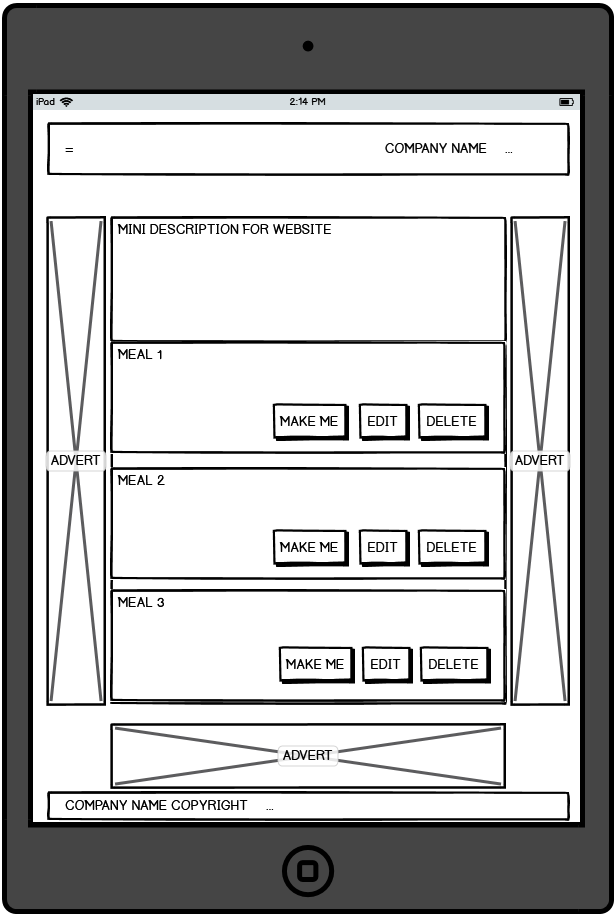 iPad 2:14 PM
= COMPANY NAME ...
MINI DESCRIPTION FOR WEBSITE
MEAL 1
MAKE ME EDIT DELETE
ADVERT ADVERT
MEAL 2
MAKE ME EDIT DELETE
MEAL 3
MAKE ME EDIT DELETE
ADVERT
COMPANY NAME COPYRIGHT ...